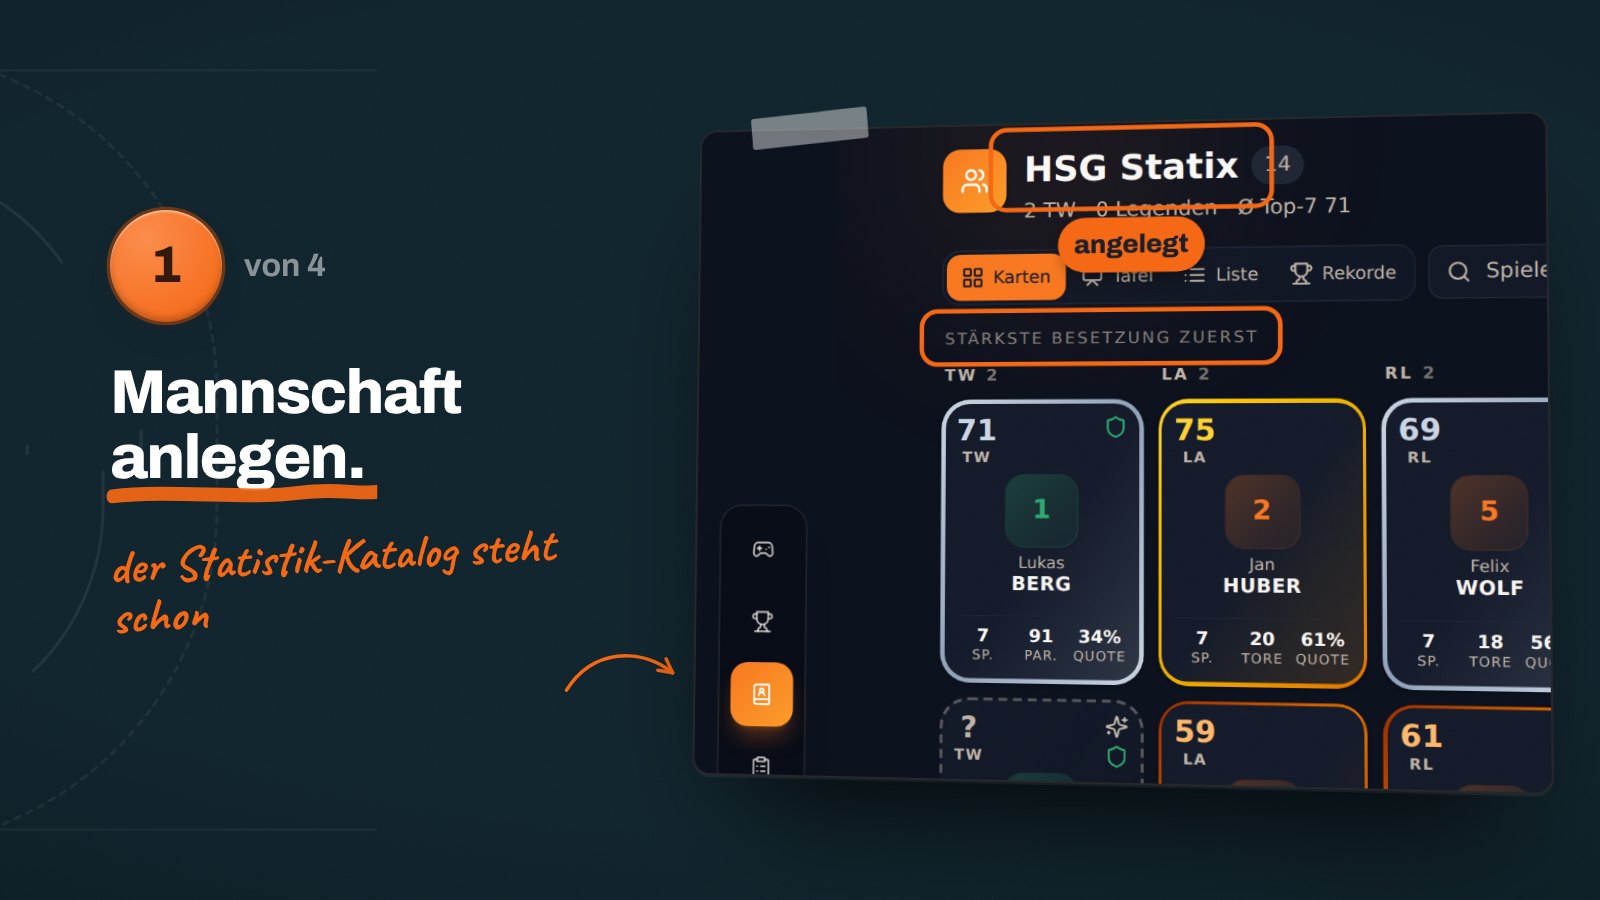 1 von 4
Mannschaft
anlegen.
der Statistik-Katalog steht
schon
HSG Statix 14
2 TW · 0 Legenden · Ø Top-7 71
angelegt
Karten Tafel Liste Rekorde Spiele
STÄRKSTE BESETZUNG ZUERST
TW 2 LA 2 RL 2
71 75 69
TW LA RL
1 2 5
Lukas Jan Felix
BERG HUBER WOLF
7 91 34% 7 20 61% 7 18 56
SP. PAR. QUOTE SP. TORE QUOTE SP. TORE QU
? 59 61
TW LA RL